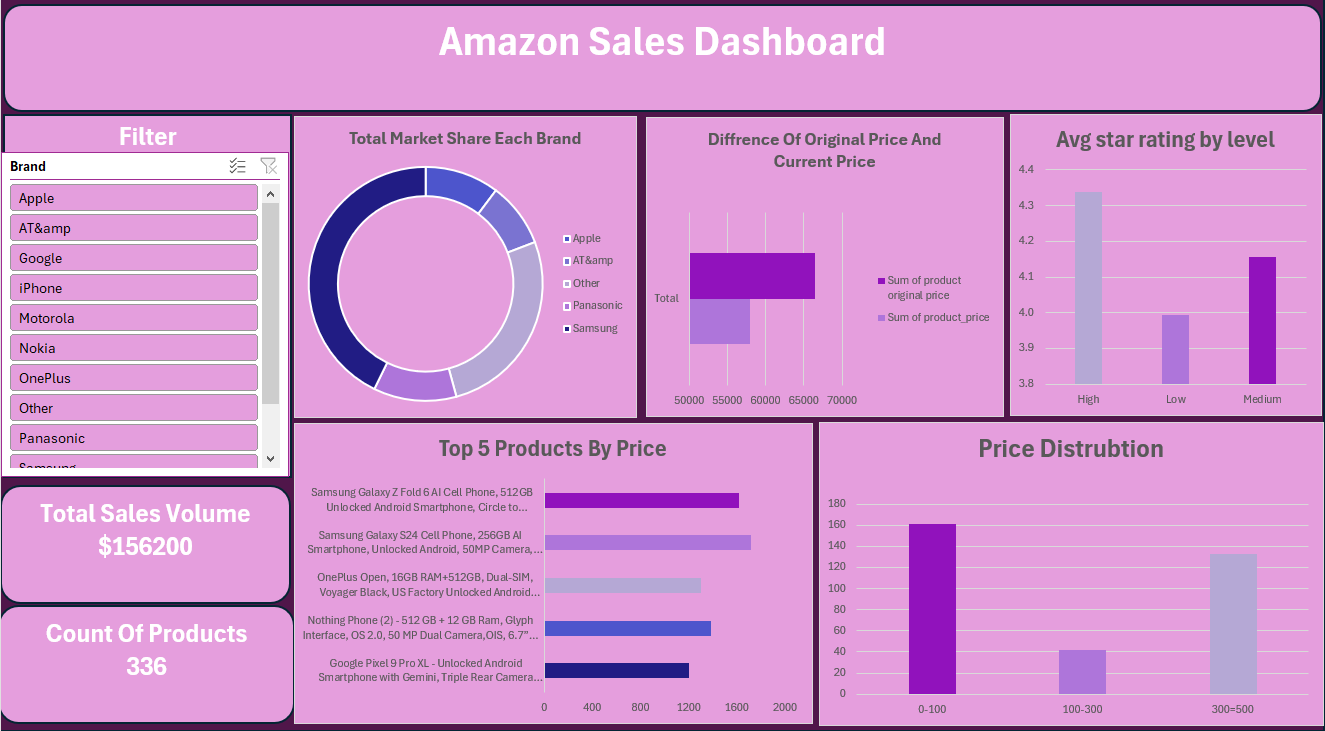 Amazon Sales Dashboard
Filter
Brand
Apple
AT&amp
Google
iPhone
Motorola
Nokia
OnePlus
Other
Panasonic
Samsung
Total Sales Volume
$156200
Count Of Products
336
Total Market Share Each Brand
Apple
AT&amp
Other
Panasonic
Samsung
Diffrence Of Original Price And
Current Price
Total
50000 55000 60000 65000 70000
Sum of product
original price
Sum of product_price
Avg star rating by level
4.4
4.3
4.2
4.1
4.0
3.9
3.8
High Low Medium
Top 5 Products By Price
Samsung Galaxy Z Fold 6 AI Cell Phone, 512GB
Unlocked Android Smartphone, Circle to...
Samsung Galaxy S24 Cell Phone, 256GB AI
Smartphone, Unlocked Android, 50MP Camera,...
OnePlus Open, 16GB RAM+512GB, Dual-SIM,
Voyager Black, US Factory Unlocked Android...
Nothing Phone (2) - 512 GB + 12 GB Ram, Glyph
Interface, OS 2.0, 50 MP Dual Camera,OIS, 6.7"...
Google Pixel 9 Pro XL - Unlocked Android
Smartphone with Gemini, Triple Rear Camera...
0 400 800 1200 1600 2000
Price Distrubtion
180
160
140
120
100
80
60
40
20
0
0-100 100-300 300=500